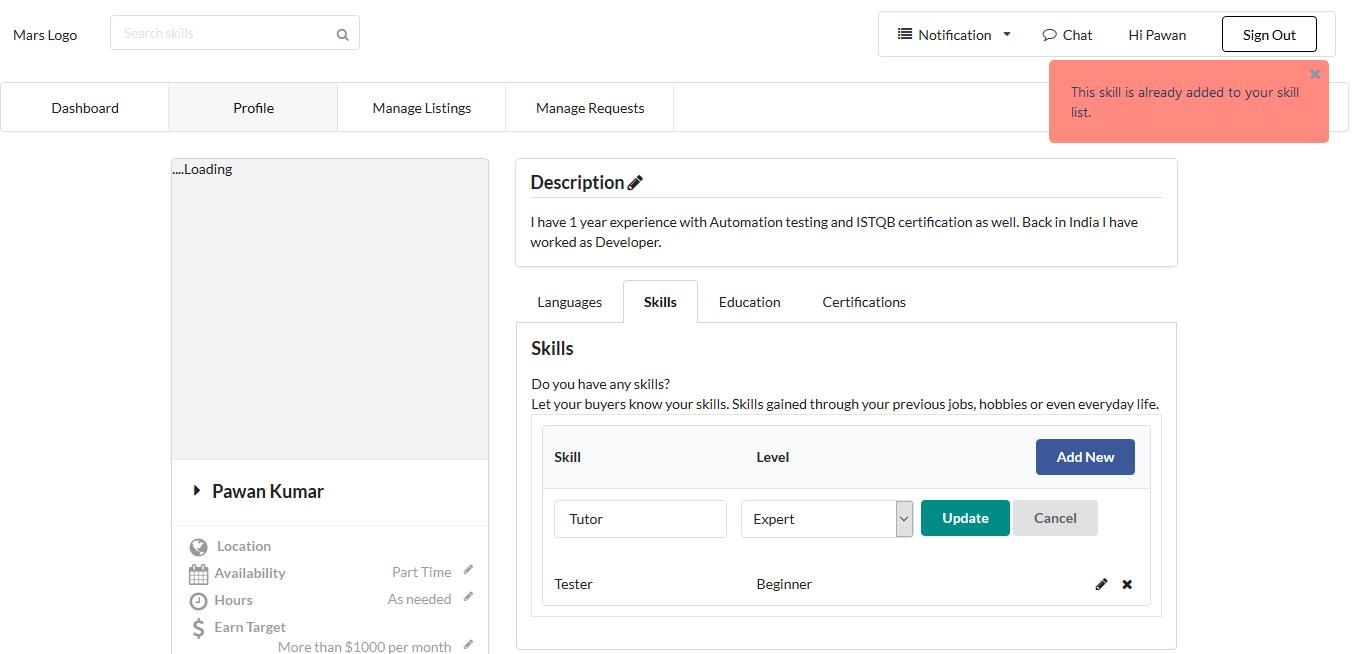 Mars Logo
Search skills
Notification
Chat
Hi Pawan
Sign Out
This skill is already added to your skill
list.
Dashboard
Profile
Manage Listings
Manage Requests
....Loading
Pawan Kumar
Location
Availability
Part Time
Hours
As needed
Earn Target
More than $1000 per month
Description
I have 1 year experience with Automation testing and ISTQB certification as well. Back in India I have
worked as Developer.
Languages
Skills
Education
Certifications
Skills
Do you have any skills?
Let your buyers know your skills. Skills gained through your previous jobs, hobbies or even everyday life.
Skill
Level
Add New
Tutor
Expert
Update
Cancel
Tester
Beginner